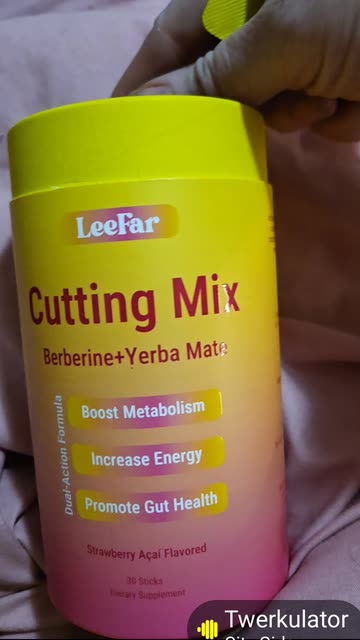 LeeFar
Cutting Mix
Berberine+Yerba Mate
Dual-Action Formula
Boost Metabolism
Increase Energy
Promote Gut Health
Strawberry Açaí Flavored
30 Sticks
Dietary Supplement
Twerkulator